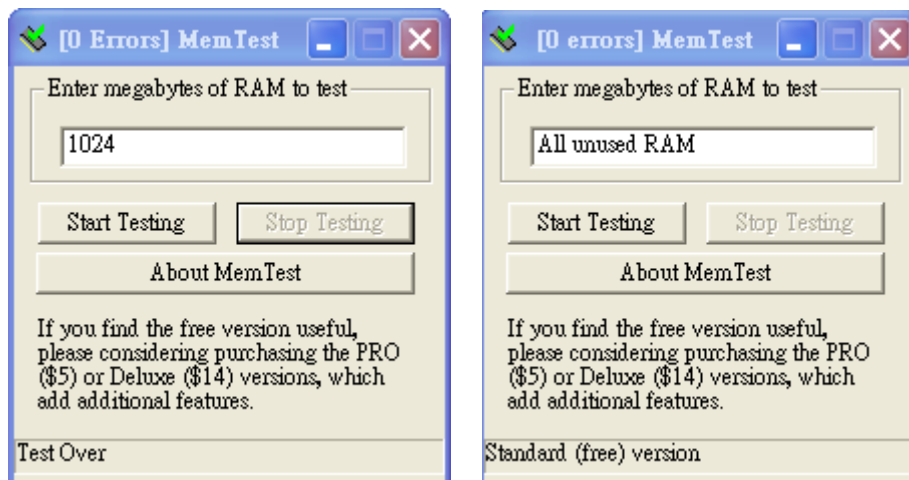 [0 Errors] MemTest
Enter megabytes of RAM to test
1024
Start Testing
Stop Testing
About MemTest
If you find the free version useful,
please considering purchasing the PRO
($5) or Deluxe ($14) versions, which
add additional features.
Test Over
[0 errors] MemTest
Enter megabytes of RAM to test
All unused RAM
Start Testing
Stop Testing
About MemTest
If you find the free version useful,
please considering purchasing the PRO
($5) or Deluxe ($14) versions, which
add additional features.
Standard (free) version